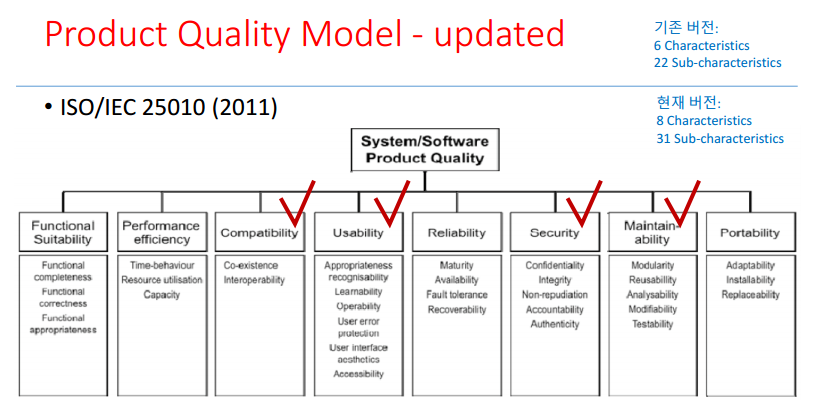 Product Quality Model - updated
기존 버전:
6 Characteristics
22 Sub-characteristics
• ISO/IEC 25010 (2011)
현재 버전:
8 Characteristics
31 Sub-characteristics
System/Software
Product Quality
Functional
Suitability
Functional
completeness
Functional
correctness
Functional
appropriateness
Performance
efficiency
Time-behaviour
Resource utilisation
Capacity
Compatibility
Co-existence
Interoperability
Usability
Appropriateness
recognisability
Learnability
Operability
User error
protection
User interface
aesthetics
Accessibility
Reliability
Maturity
Availability
Fault tolerance
Recoverability
Security
Confidentiality
Integrity
Non-repudiation
Accountability
Authenticity
Maintain-
ability
Modularity
Reusability
Analysability
Modifiability
Testability
Portability
Adaptability
Installability
Replaceability